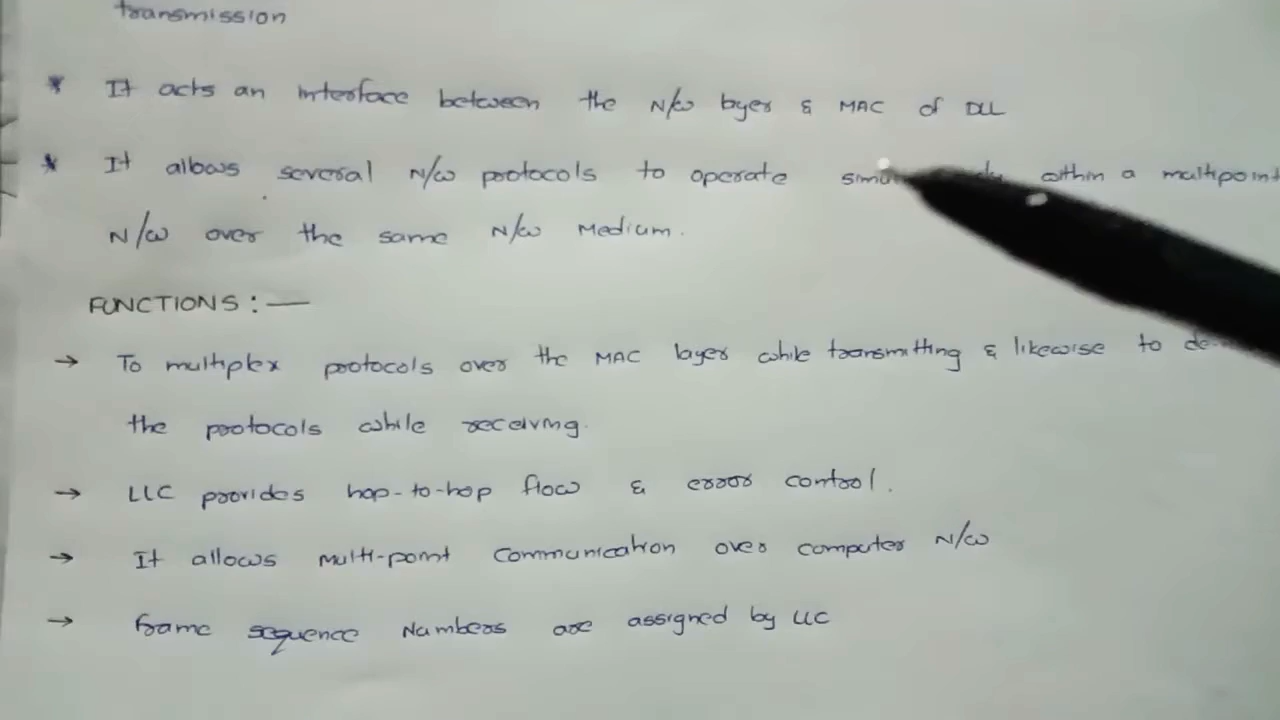 transmission
* It acts an interface between the N/w layer & MAC of DLL
* It allows several N/w protocols to operate within a multipoint
N/w over the same N/w Medium.
FUNCTIONS : —
→ To multiplex protocols over the MAC layer while transmitting & likewise to
the protocols while receiving.
→ LLC provides hop-to-hop flow & error control.
→ It allows multi-point communication over computer N/w
→ frame sequence Numbers are assigned by LLC